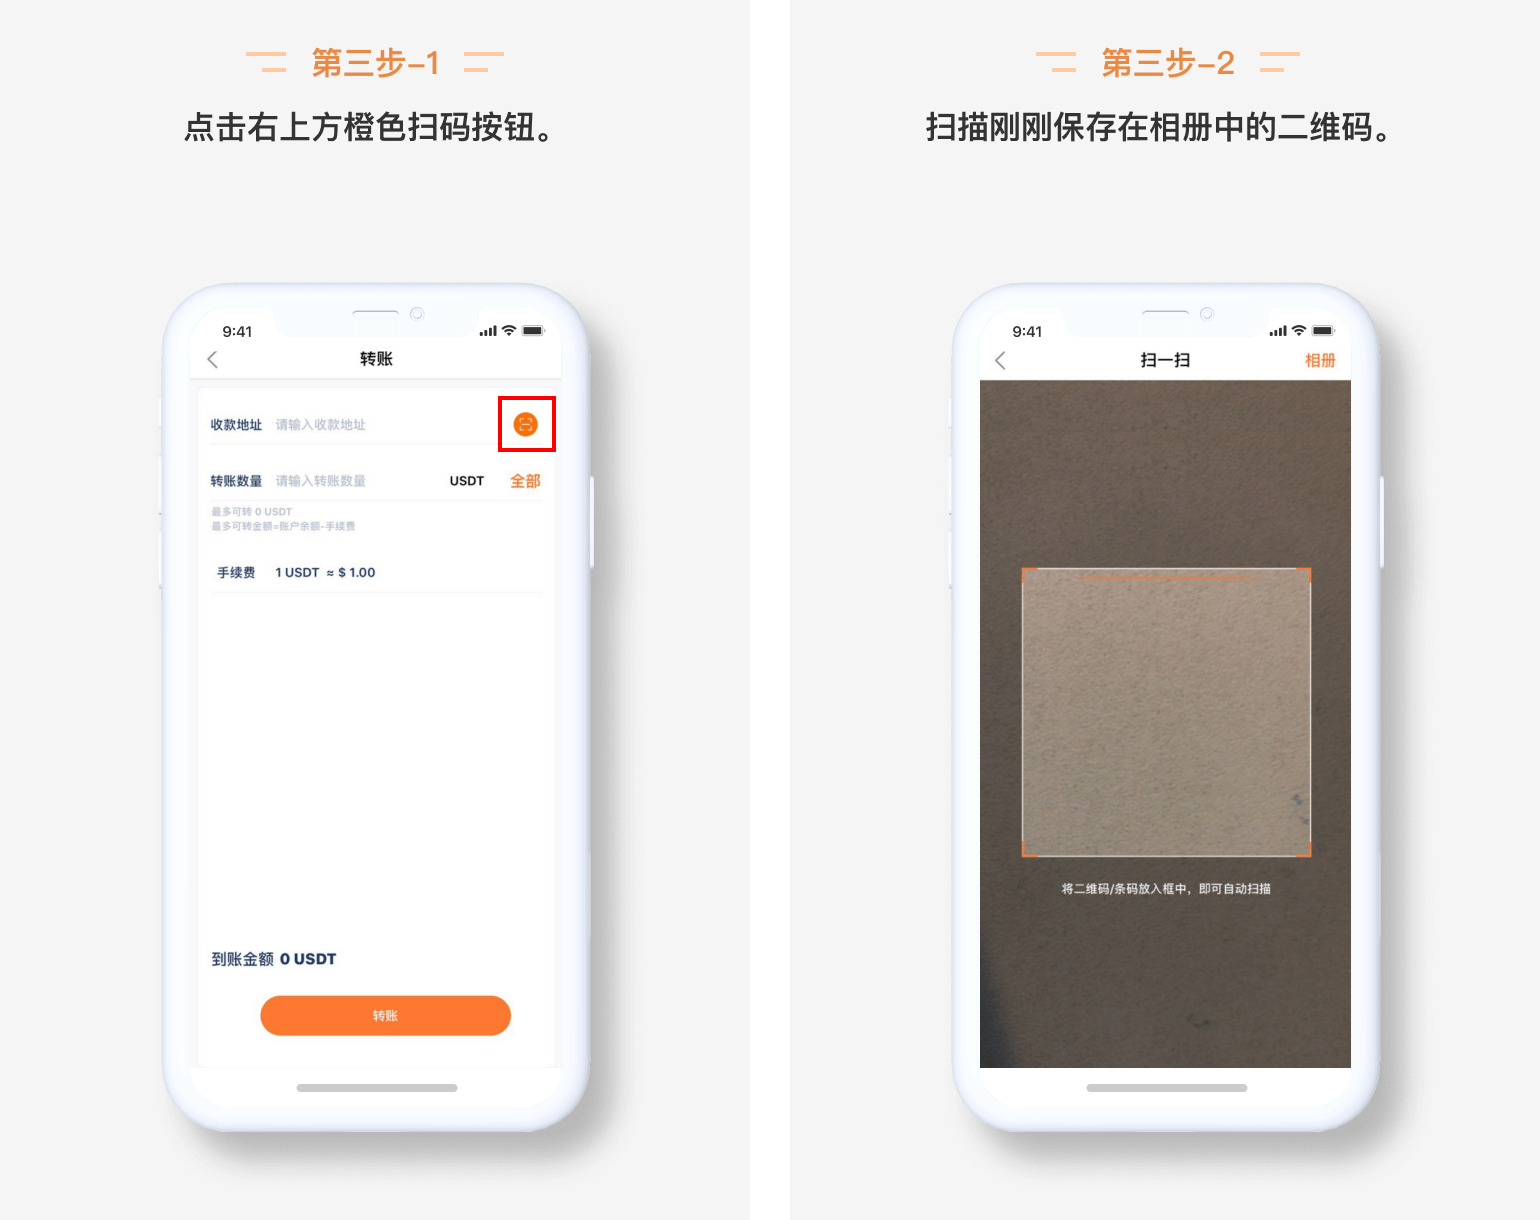 第三步-1
点击右上方橙色扫码按钮。
9:41
转账
收款地址 请输入收款地址
转账数量 请输入转账数量 USDT 全部
最多可转 0 USDT
最多可转金额=账户余额-手续费
手续费 1 USDT ≈ $ 1.00
到账金额 0 USDT
转账
第三步-2
扫描刚刚保存在相册中的二维码。
9:41
扫一扫 相册
将二维码/条码放入框中，即可自动扫描